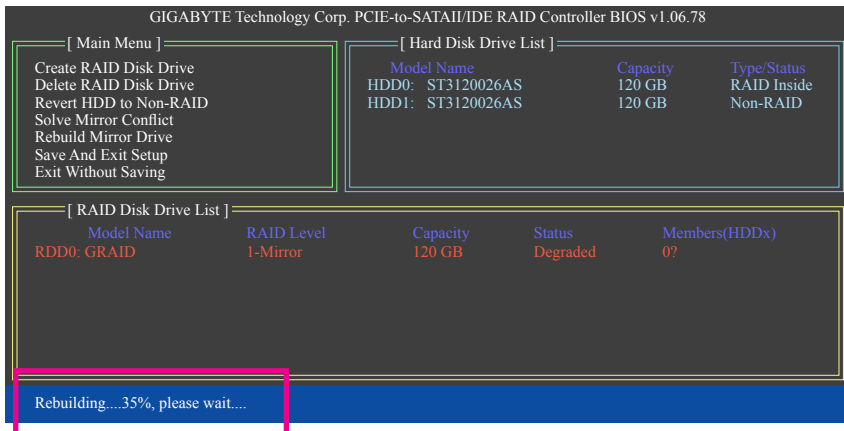 GIGABYTE Technology Corp. PCIE-to-SATAII/IDE RAID Controller BIOS v1.06.78
[ Main Menu ]
Create RAID Disk Drive
Delete RAID Disk Drive
Revert HDD to Non-RAID
Solve Mirror Conflict
Rebuild Mirror Drive
Save And Exit Setup
Exit Without Saving
[ Hard Disk Drive List ]
Model Name Capacity Type/Status
HDD0: ST3120026AS 120 GB RAID Inside
HDD1: ST3120026AS 120 GB Non-RAID
[ RAID Disk Drive List ]
Model Name RAID Level Capacity Status Members(HDDx)
RDD0: GRAID 1-Mirror 120 GB Degraded 0?
Rebuilding....35%, please wait....